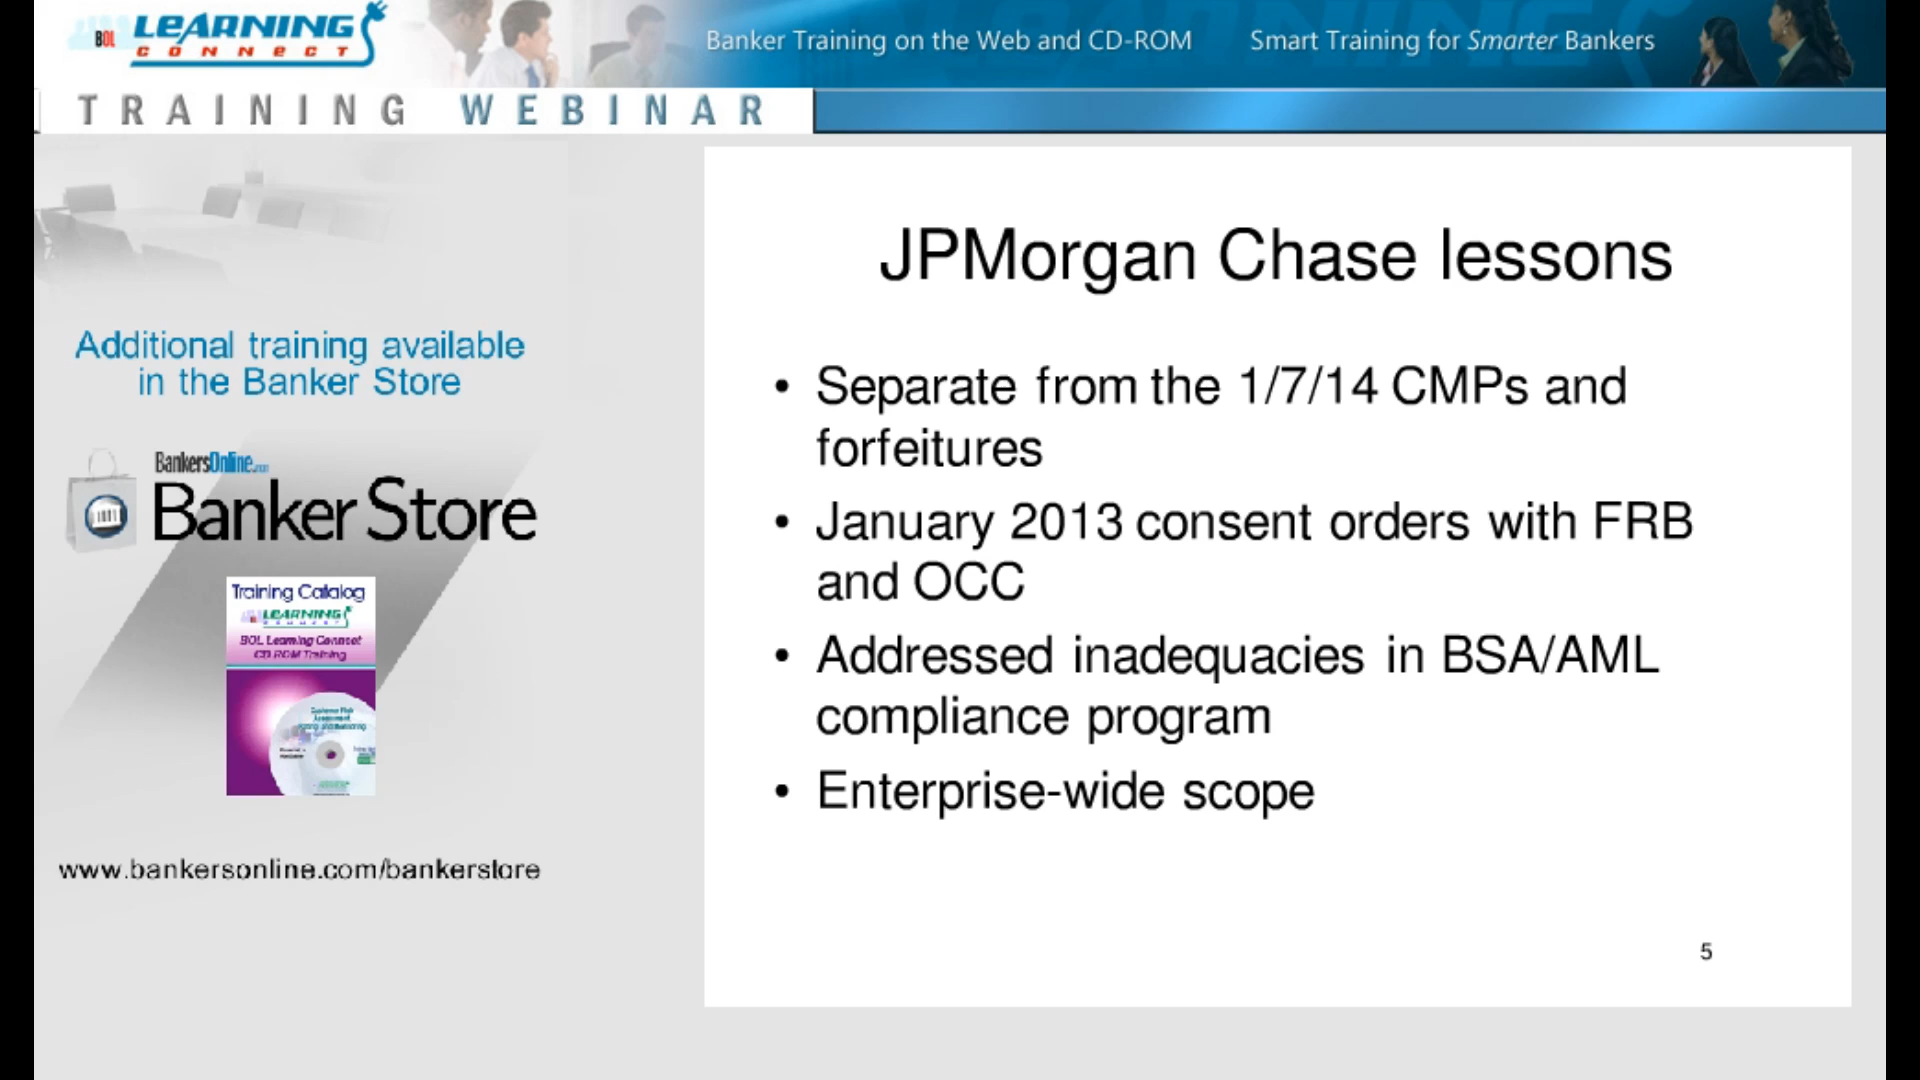 BOL LEARNING
CONNECT
Banker Training on the Web and CD-ROM
Smart Training for Smarter Bankers
TRAINING WEBINAR
Additional training available
in the Banker Store
BankersOnline.com
Banker Store
Training Catalog
LEARNING
BOL Learning Connect
CD ROM Training
www.bankersonline.com/bankerstore
JPMorgan Chase lessons
• Separate from the 1/7/14 CMPs and
forfeitures
• January 2013 consent orders with FRB
and OCC
• Addressed inadequacies in BSA/AML
compliance program
• Enterprise-wide scope
5